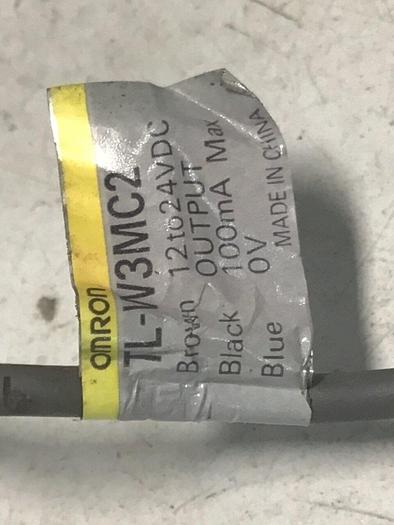 OMRON
TL-W3MC2
Brown 12to24VDC
OUTPUT
Black 100mA Max
Blue 0V
MADE IN CHINA